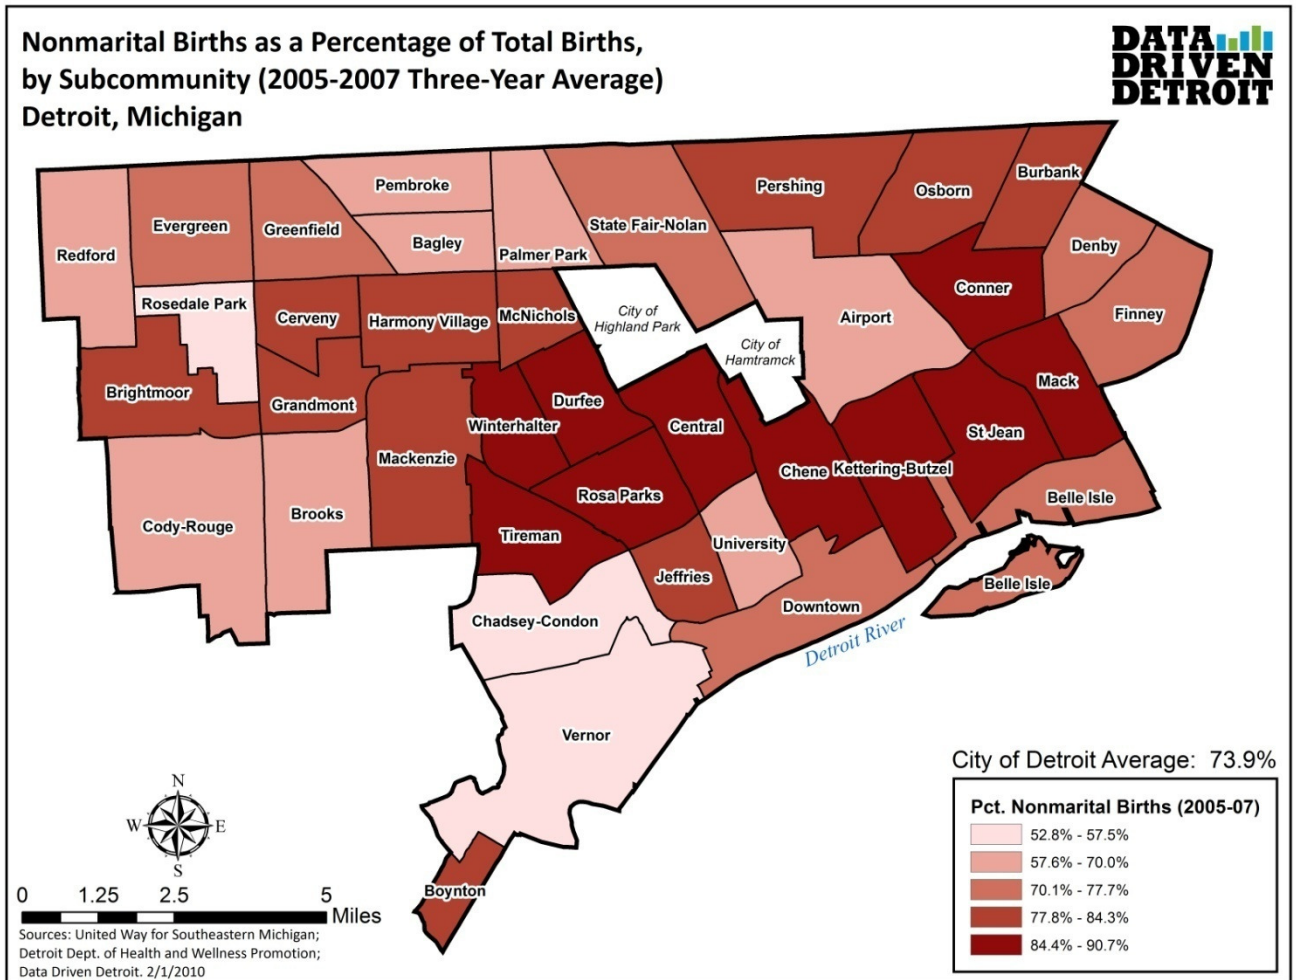 Nonmarital Births as a Percentage of Total Births,
by Subcommunity (2005-2007 Three-Year Average)
Detroit, Michigan
DATA
DRIVEN
DETROIT
Redford
Evergreen
Greenfield
Pembroke
Bagley
Palmer Park
State Fair-Nolan
Pershing
Osborn
Burbank
Denby
Finney
Conner
Airport
Rosedale Park
Cerveny
Harmony Village
McNichols
City of
Highland Park
City of
Hamtramck
Brightmoor
Grandmont
Mackenzie
Winterhalter
Durfee
Central
Chene
Kettering-Butzel
St Jean
Mack
Cody-Rouge
Brooks
Tireman
Rosa Parks
University
Jeffries
Downtown
Belle Isle
Belle Isle
Detroit River
Chadsey-Condon
Vernor
Boynton
N
W
E
S
0 1.25 2.5 5
Miles
Sources: United Way for Southeastern Michigan;
Detroit Dept. of Health and Wellness Promotion;
Data Driven Detroit. 2/1/2010
City of Detroit Average: 73.9%
Pct. Nonmarital Births (2005-07)
52.8% - 57.5%
57.6% - 70.0%
70.1% - 77.7%
77.8% - 84.3%
84.4% - 90.7%